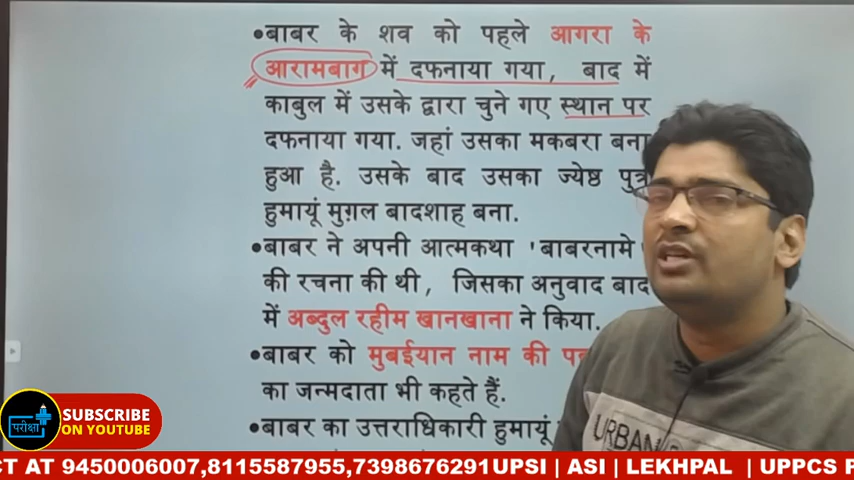 •बाबर के शव को पहले आगरा के
आरामबाग में दफनाया गया, बाद में
काबुल में उसके द्वारा चुने गए स्थान पर
दफनाया गया. जहां उसका मकबरा बना
हुआ है. उसके बाद उसका ज्येष्ठ पुत्र
हुमायूं मुग़ल बादशाह बना.
•बाबर ने अपनी आत्मकथा 'बाबरनामे'
की रचना की थी, जिसका अनुवाद बाद
में अब्दुल रहीम खानखाना ने किया.
•बाबर को मुबईयान नाम की
का जन्मदाता भी कहते हैं.
•बाबर का उत्तराधिकारी हुमायूं
URBAN
परीक्षा
SUBSCRIBE
ON YOUTUBE
CT AT 9450006007,8115587955,7398676291UPSI | ASI | LEKHPAL | UPPCS P